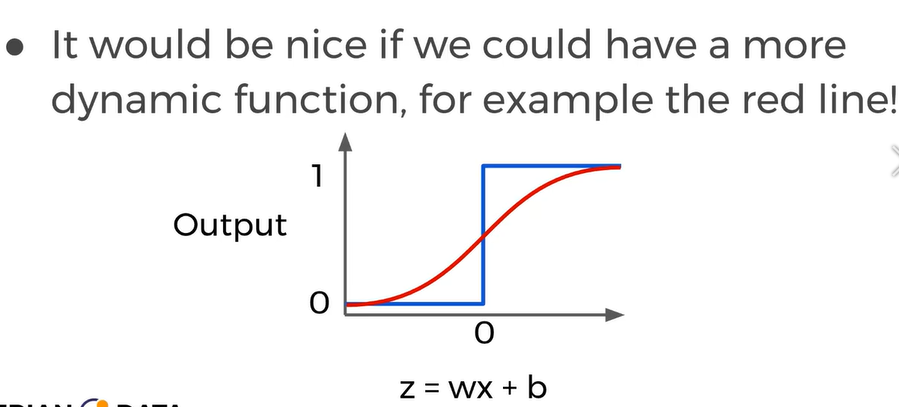 • It would be nice if we could have a more
dynamic function, for example the red line!
1
Output
0
0
z = wx + b